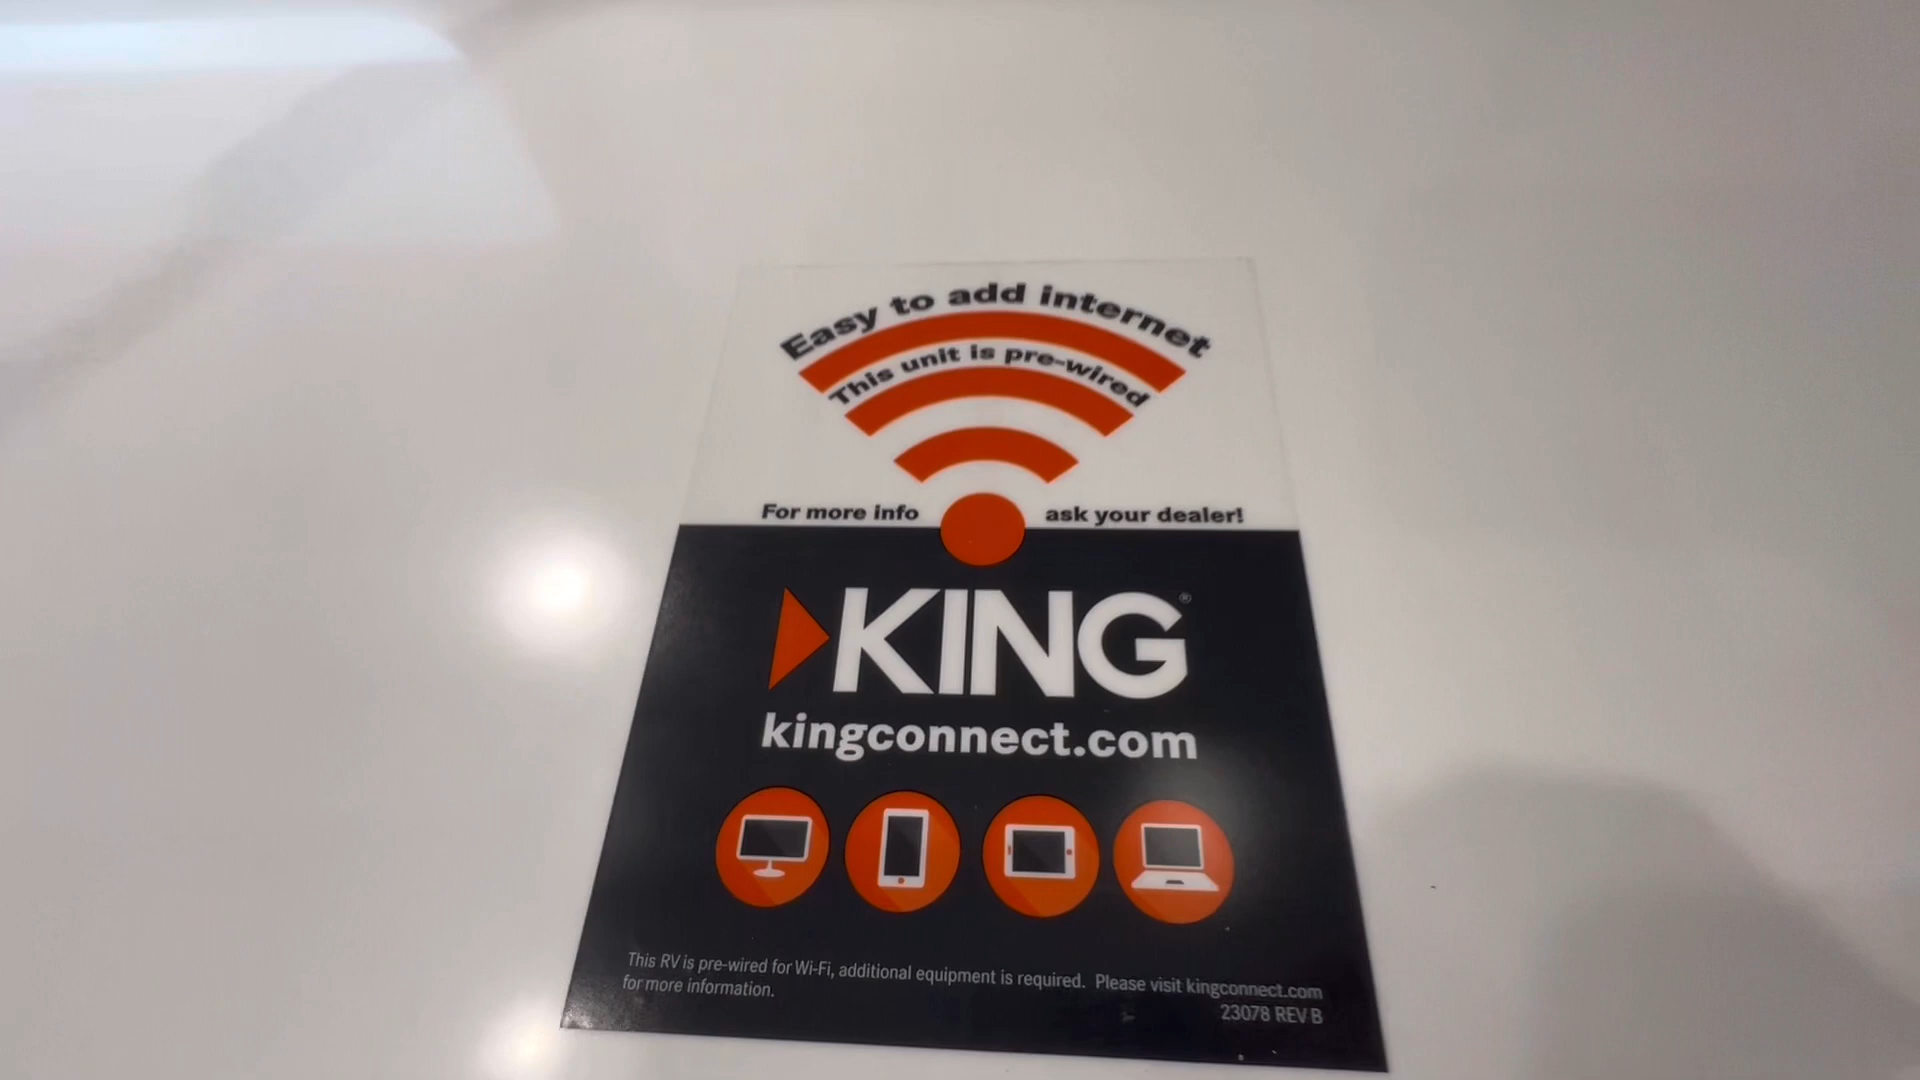 Easy to add internet
This unit is pre-wired
For more info ask your dealer!
KING®
kingconnect.com
This RV is pre-wired for Wi-Fi, additional equipment is required. Please visit kingconnect.com
for more information.
23078 REV B